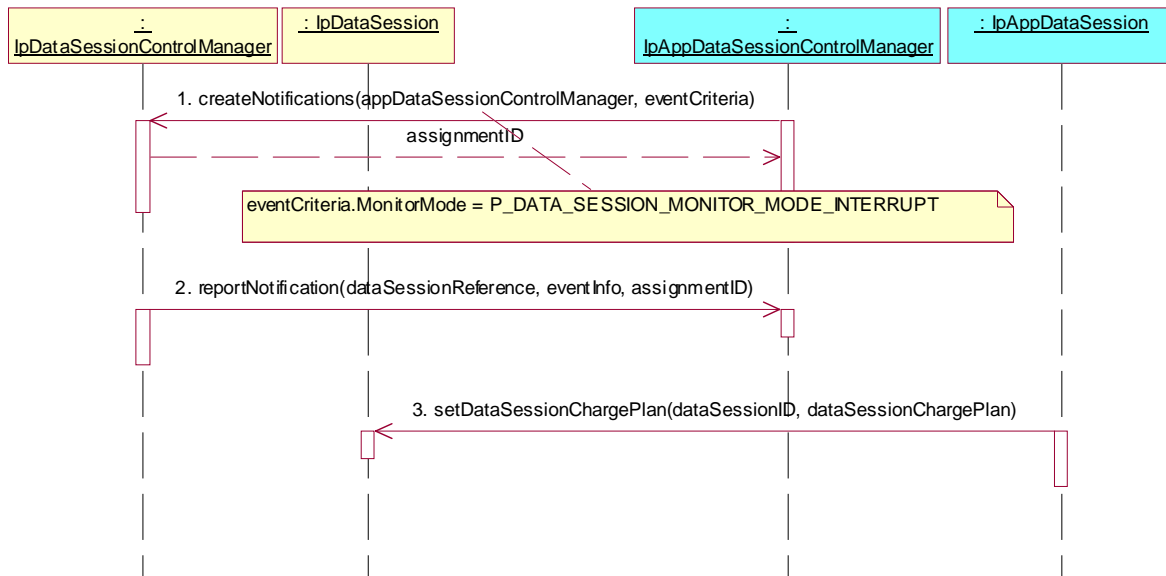 :
IpDataSessionControlManager
: IpDataSession
:
IpAppDataSessionControlManager
: IpAppDataSession
1. createNotifications(appDataSessionControlManager, eventCriteria)
assignmentID
eventCriteria.MonitorMode = P_DATA_SESSION_MONITOR_MODE_INTERRUPT
2. reportNotification(dataSessionReference, eventInfo, assignmentID)
3. setDataSessionChargePlan(dataSessionID, dataSessionChargePlan)